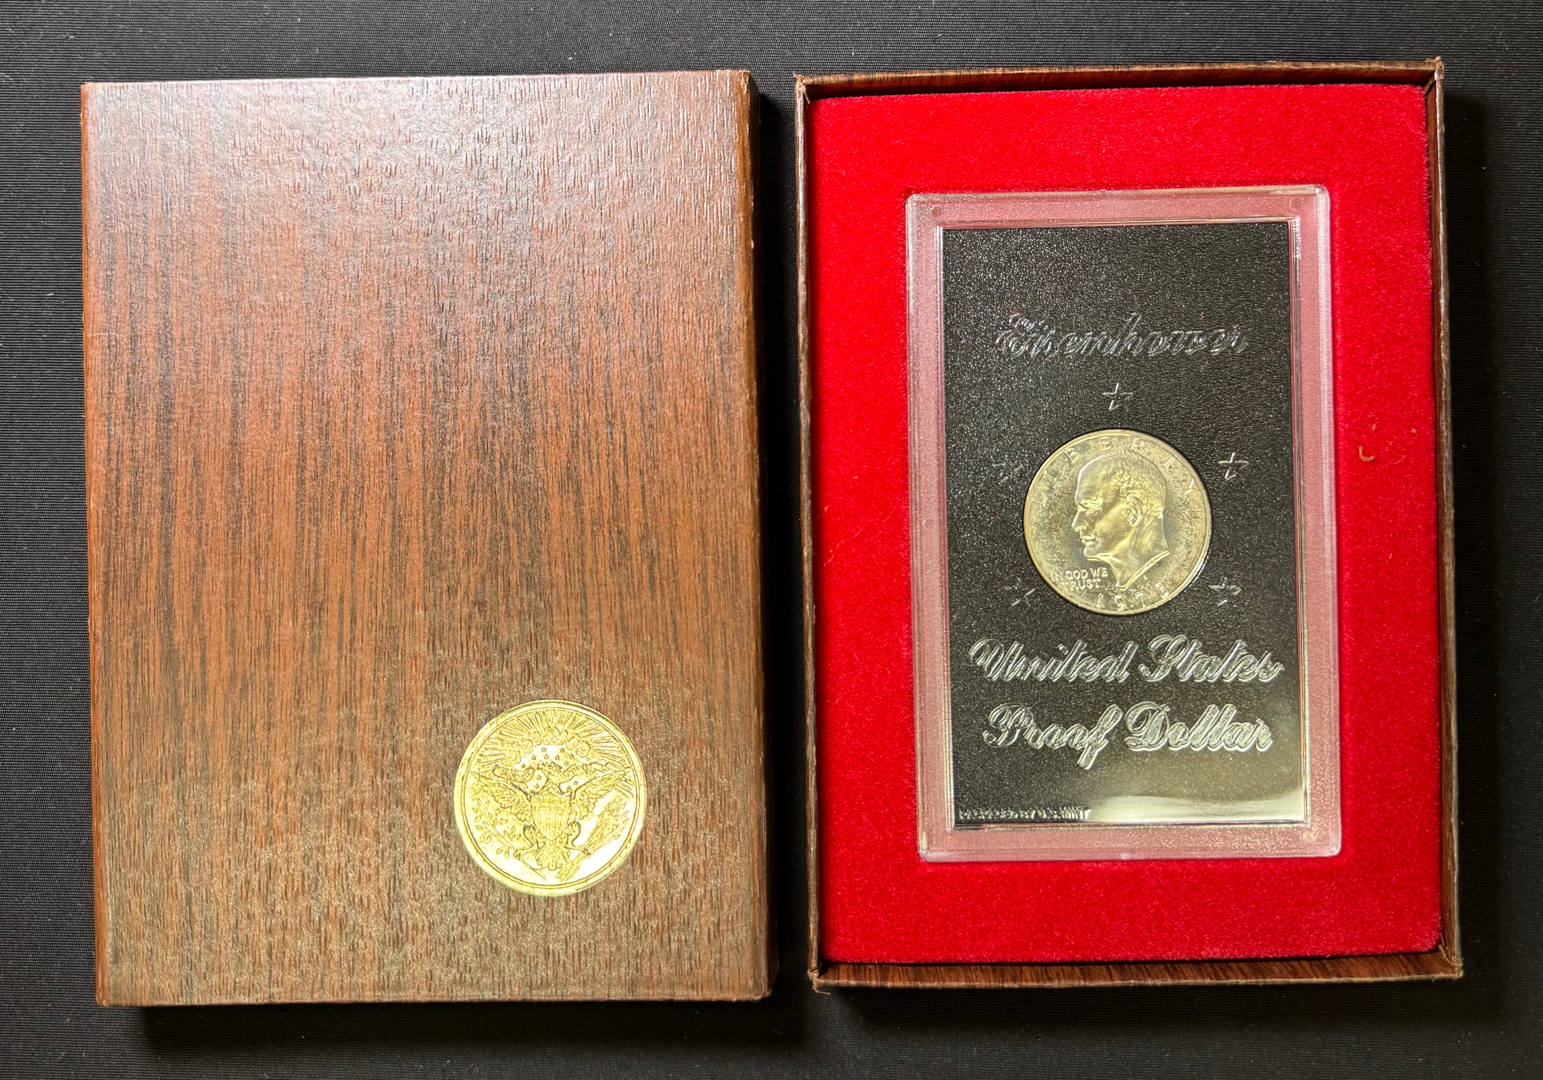 Eisenhower
LIBERTY
IN GOD WE
TRUST
United States
Proof Dollar